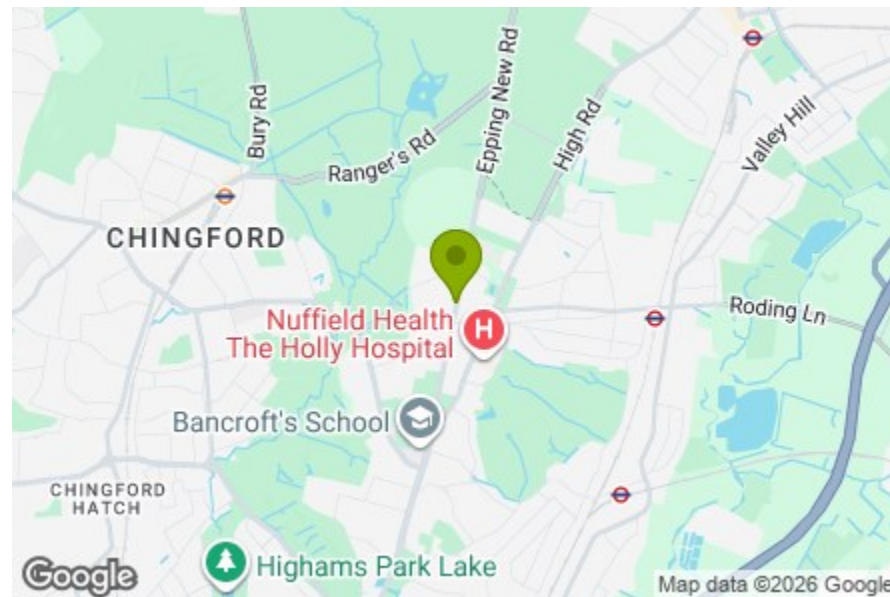 Bury Rd
Ranger's Rd
Epping New Rd
High Rd
Valley Hill
CHINGFORD
Nuffield Health
The Holly Hospital
H
Roding Ln
Bancroft's School
CHINGFORD
HATCH
Highams Park Lake
Google
Map data ©2026 Google